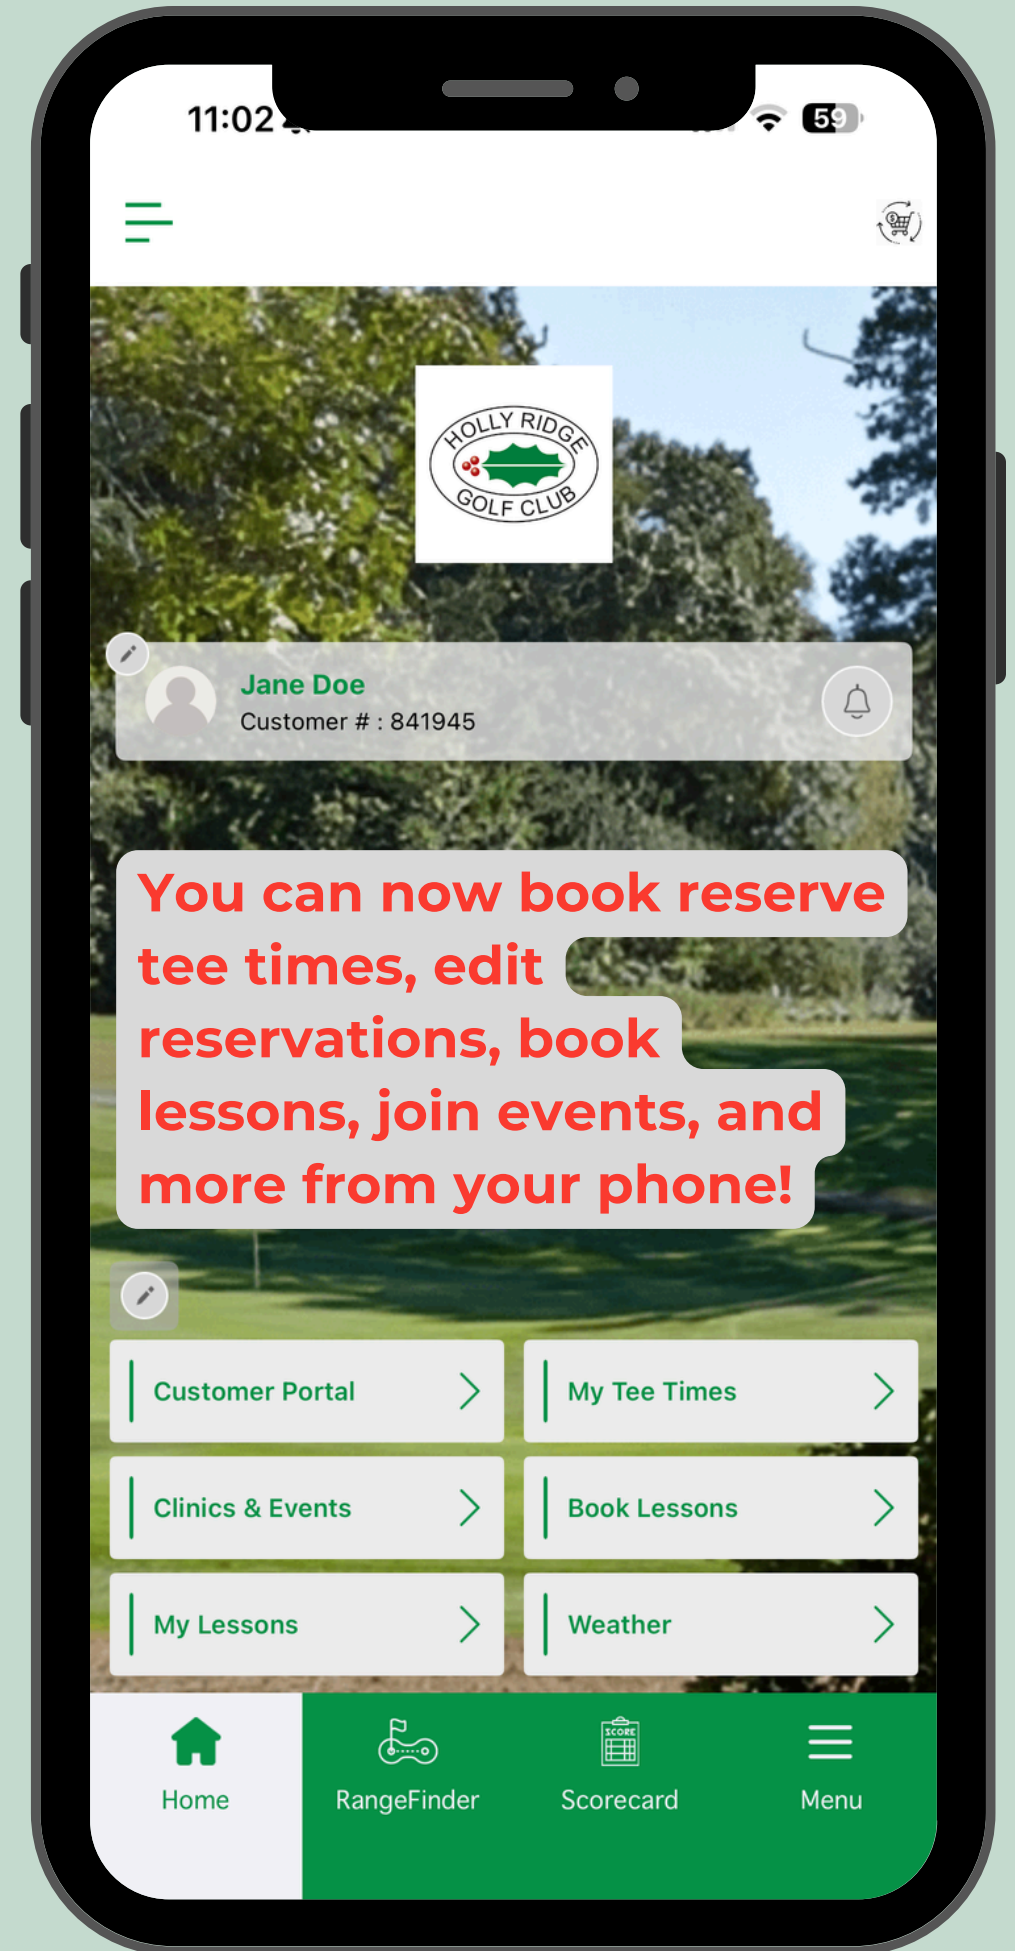 11:02
59
HOLLY RIDGE
GOLF CLUB
Jane Doe
Customer # : 841945
You can now book reserve
tee times, edit
reservations, book
lessons, join events, and
more from your phone!
Customer Portal
My Tee Times
Clinics & Events
Book Lessons
My Lessons
Weather
SCORE
Home
RangeFinder
Scorecard
Menu